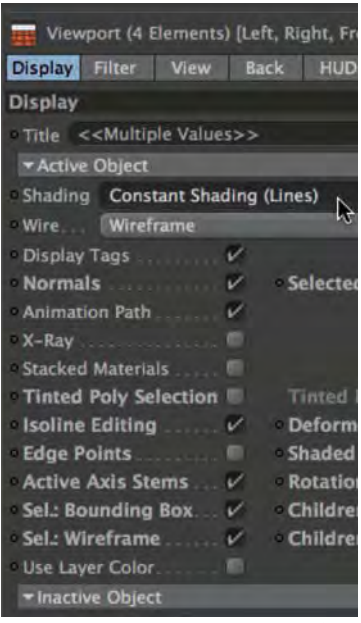 Viewport (4 Elements) [Left, Right, Fr
Display Filter View Back HUD
Display
Title <<Multiple Values>>
Active Object
Shading Constant Shading (Lines)
Wire... Wireframe
Display Tags
Normals Selected
Animation Path
X-Ray
Stacked Materials
Tinted Poly Selection Tinted
Isoline Editing Deform
Edge Points Shaded
Active Axis Stems Rotation
Sel.: Bounding Box Children
Sel.: Wireframe Children
Use Layer Color
Inactive Object